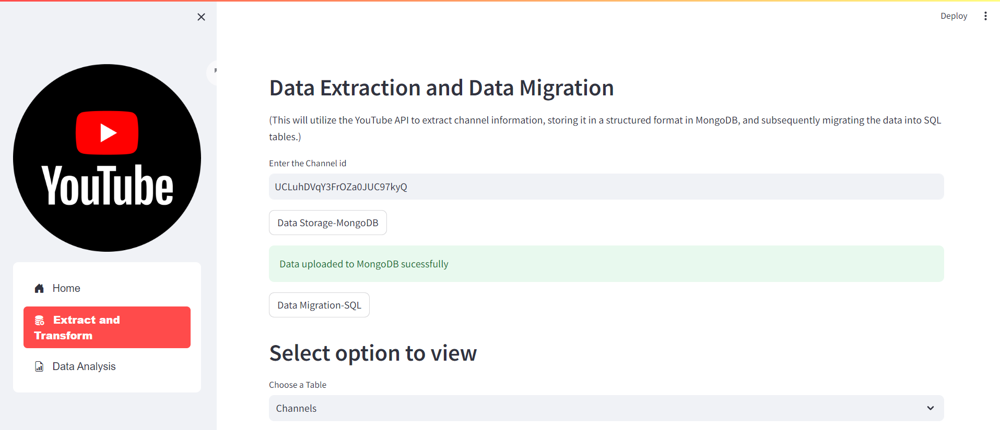 Deploy
YouTube
Home
Extract and
Transform
Data Analysis
Data Extraction and Data Migration
(This will utilize the YouTube API to extract channel information, storing it in a structured format in MongoDB, and subsequently migrating the data into SQL
tables.)
Enter the Channel id
UCLuhDVqY3FrOZa0JUC97kyQ
Data Storage-MongoDB
Data uploaded to MongoDB sucessfully
Data Migration-SQL
Select option to view
Choose a Table
Channels